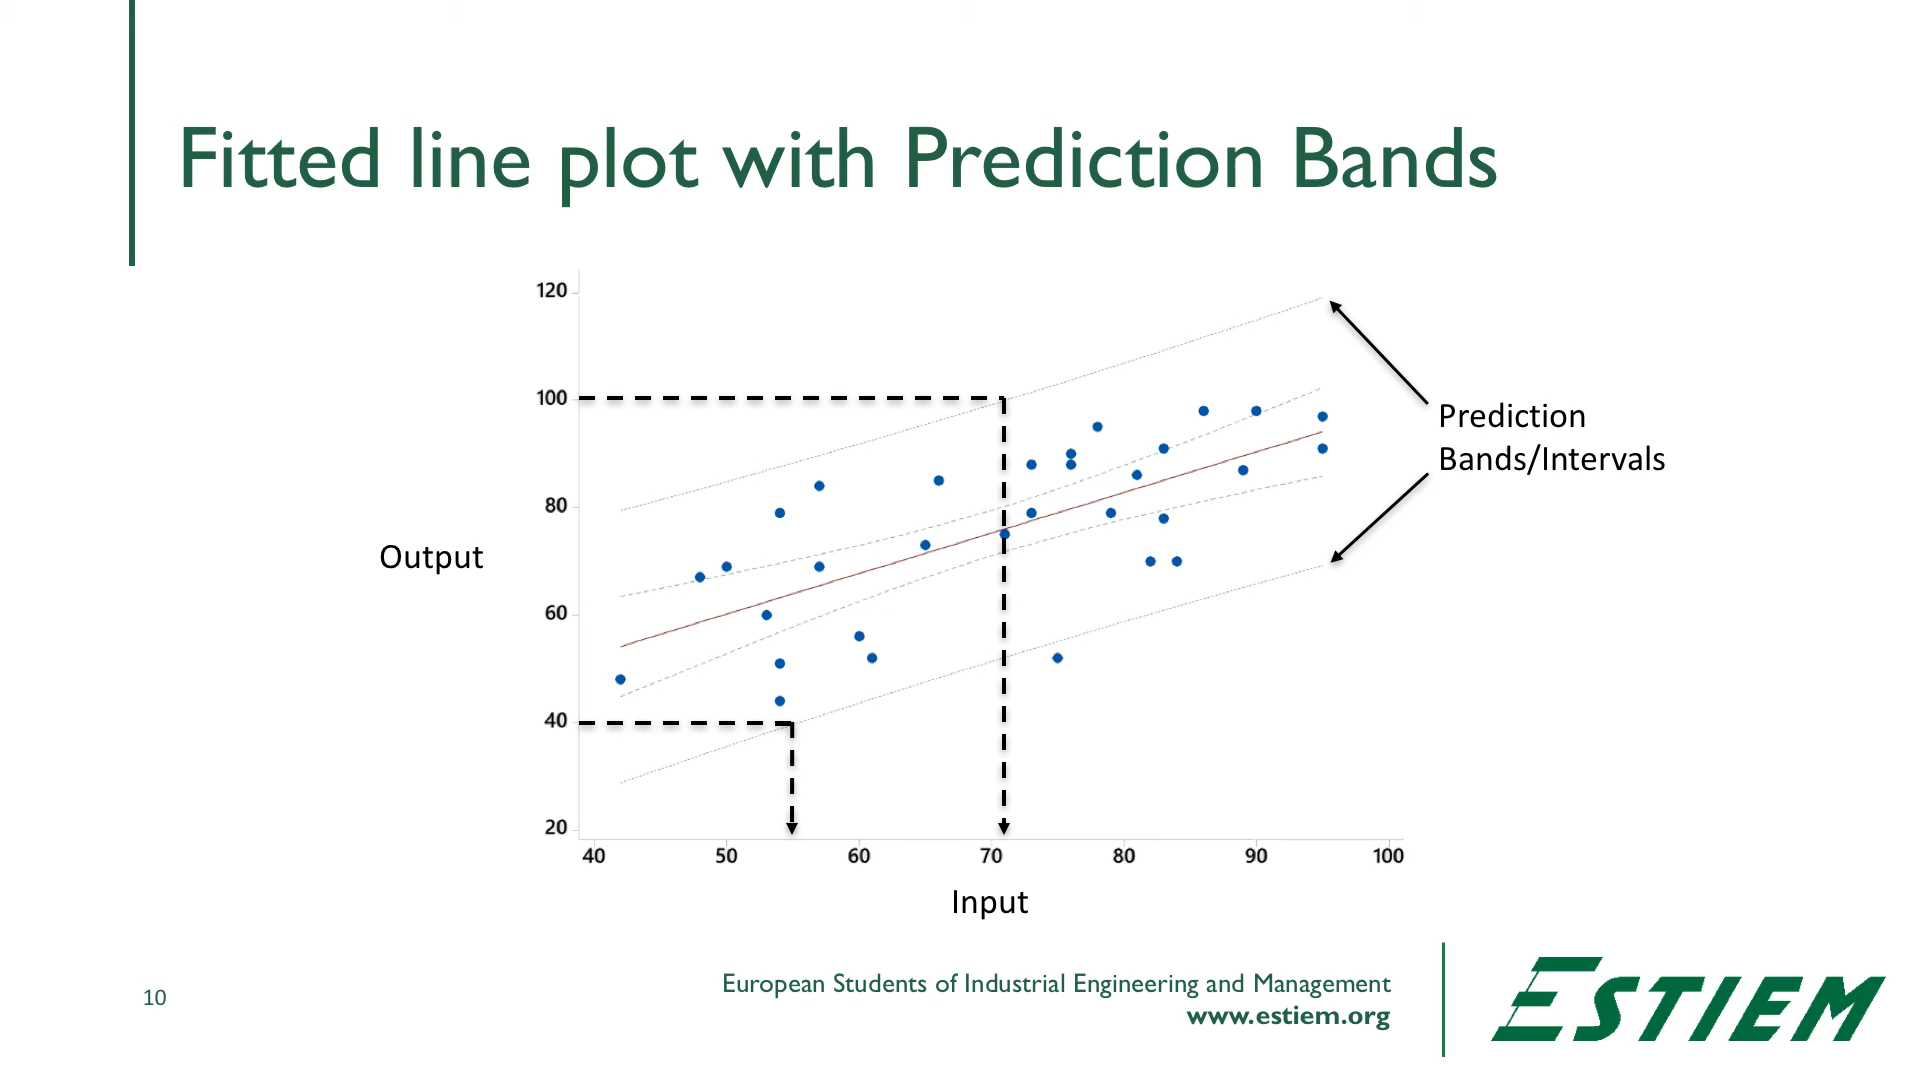 Fitted line plot with Prediction Bands
120
100
80
60
40
20
Output
40 50 60 70 80 90 100
Input
Prediction
Bands/Intervals
10
European Students of Industrial Engineering and Management
www.estiem.org
ESTIEM